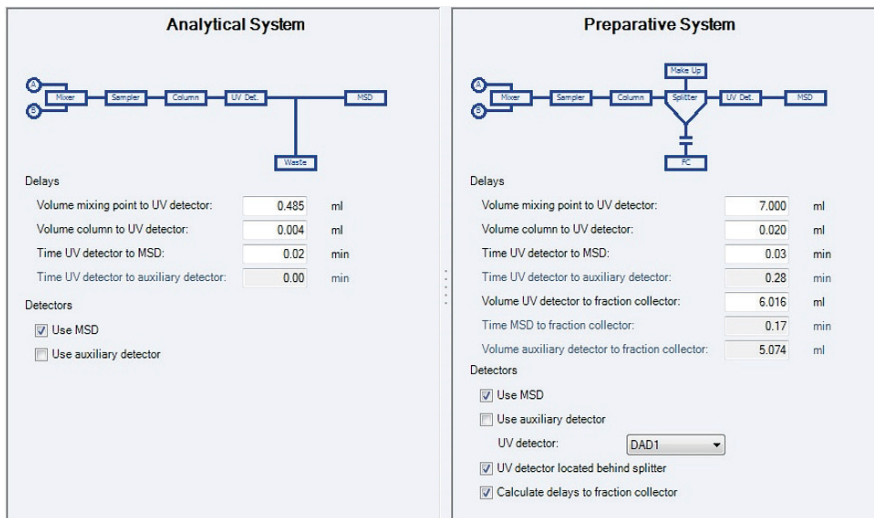 Analytical System
A
B
Mixer
Sampler
Column
UV Det.
MSD
Waste
Delays
Volume mixing point to UV detector: 0.485 ml
Volume column to UV detector: 0.004 ml
Time UV detector to MSD: 0.02 min
Time UV detector to auxiliary detector: 0.00 min
Detectors
Use MSD
Use auxiliary detector
Preparative System
Make Up
A
B
Mixer
Sampler
Column
Splitter
UV Det.
MSD
FC
Delays
Volume mixing point to UV detector: 7.000 ml
Volume column to UV detector: 0.020 ml
Time UV detector to MSD: 0.03 min
Time UV detector to auxiliary detector: 0.28 min
Volume UV detector to fraction collector: 6.016 ml
Time MSD to fraction collector: 0.17 min
Volume auxiliary detector to fraction collector: 5.074 ml
Detectors
Use MSD
Use auxiliary detector
UV detector: DAD1
UV detector located behind splitter
Calculate delays to fraction collector